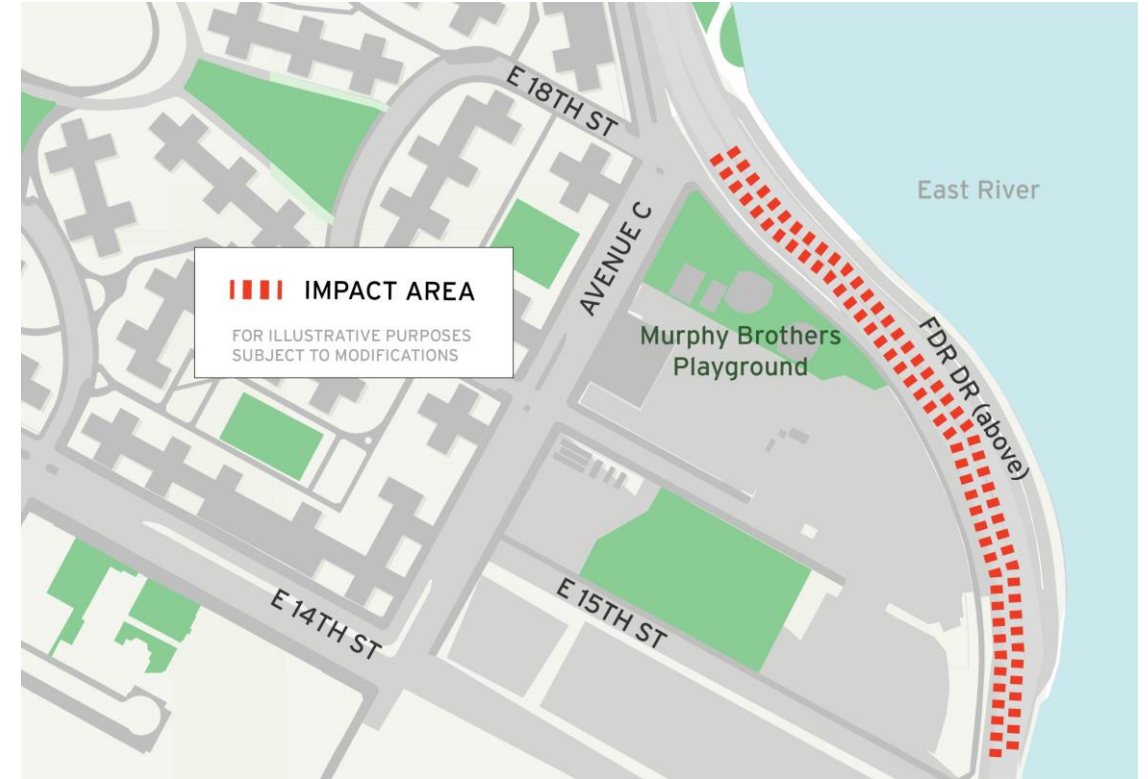 E 18TH ST
East River
AVENUE C
IMPACT AREA
FOR ILLUSTRATIVE PURPOSES
SUBJECT TO MODIFICATIONS
Murphy Brothers
Playground
FDR DR (above)
E 14TH ST
E 15TH ST